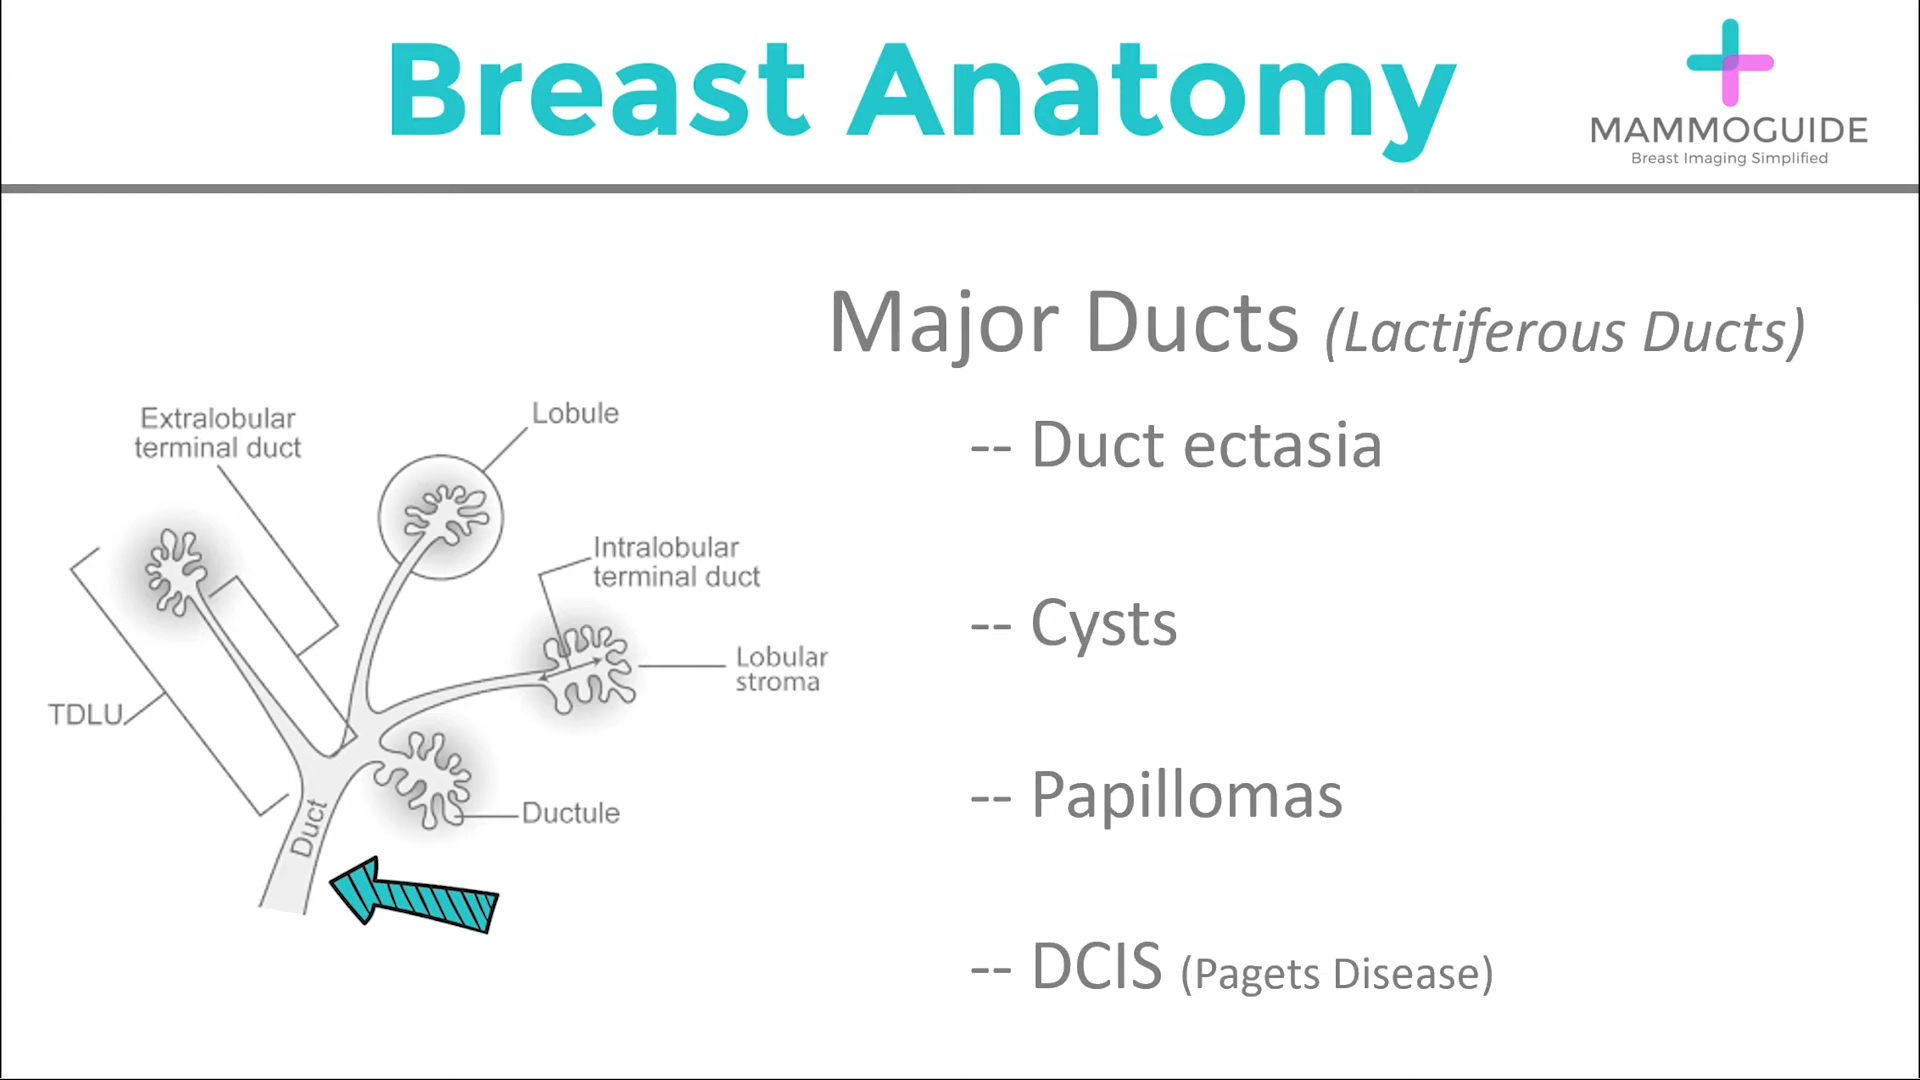 Breast Anatomy
MAMMOGUIDE
Breast Imaging Simplified
Major Ducts (Lactiferous Ducts)
-- Duct ectasia
-- Cysts
-- Papillomas
-- DCIS (Pagets Disease)
Extralobular
terminal duct
Lobule
Intralobular
terminal duct
Lobular
stroma
TDLU
Ductule
Duct